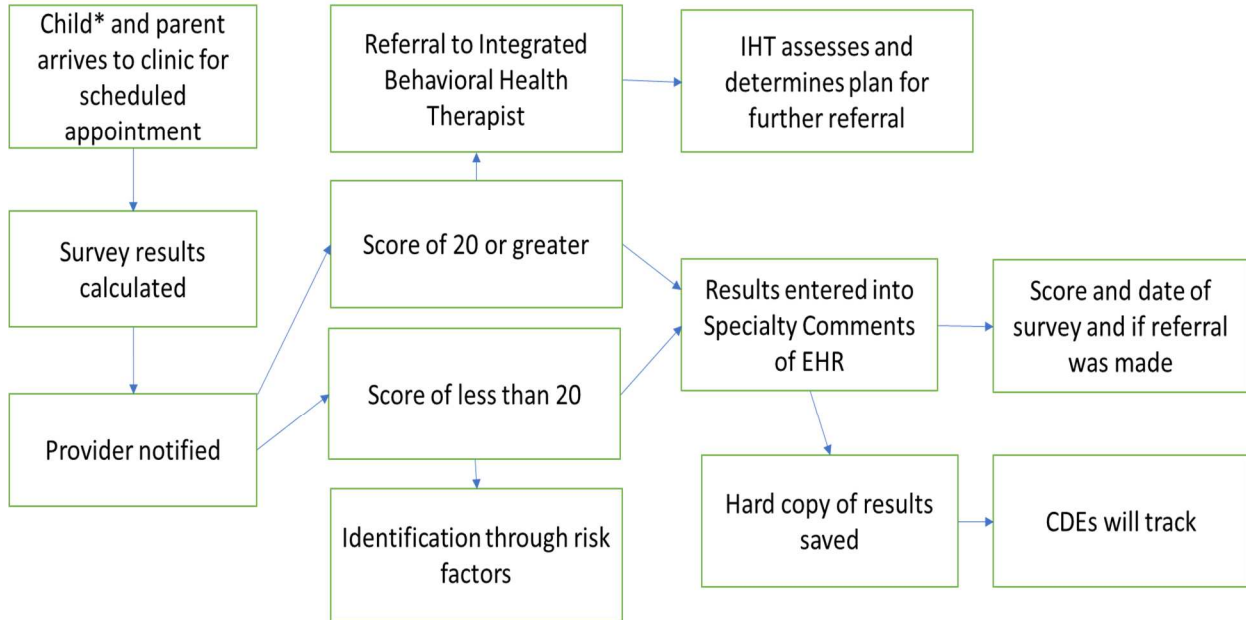 Child* and parent
arrives to clinic for
scheduled
appointment
Survey results
calculated
Provider notified
Referral to Integrated
Behavioral Health
Therapist
IHT assesses and
determines plan for
further referral
Score of 20 or greater
Score of less than 20
Identification through risk
factors
Results entered into
Specialty Comments
of EHR
Score and date of
survey and if referral
was made
Hard copy of results
saved
CDEs will track